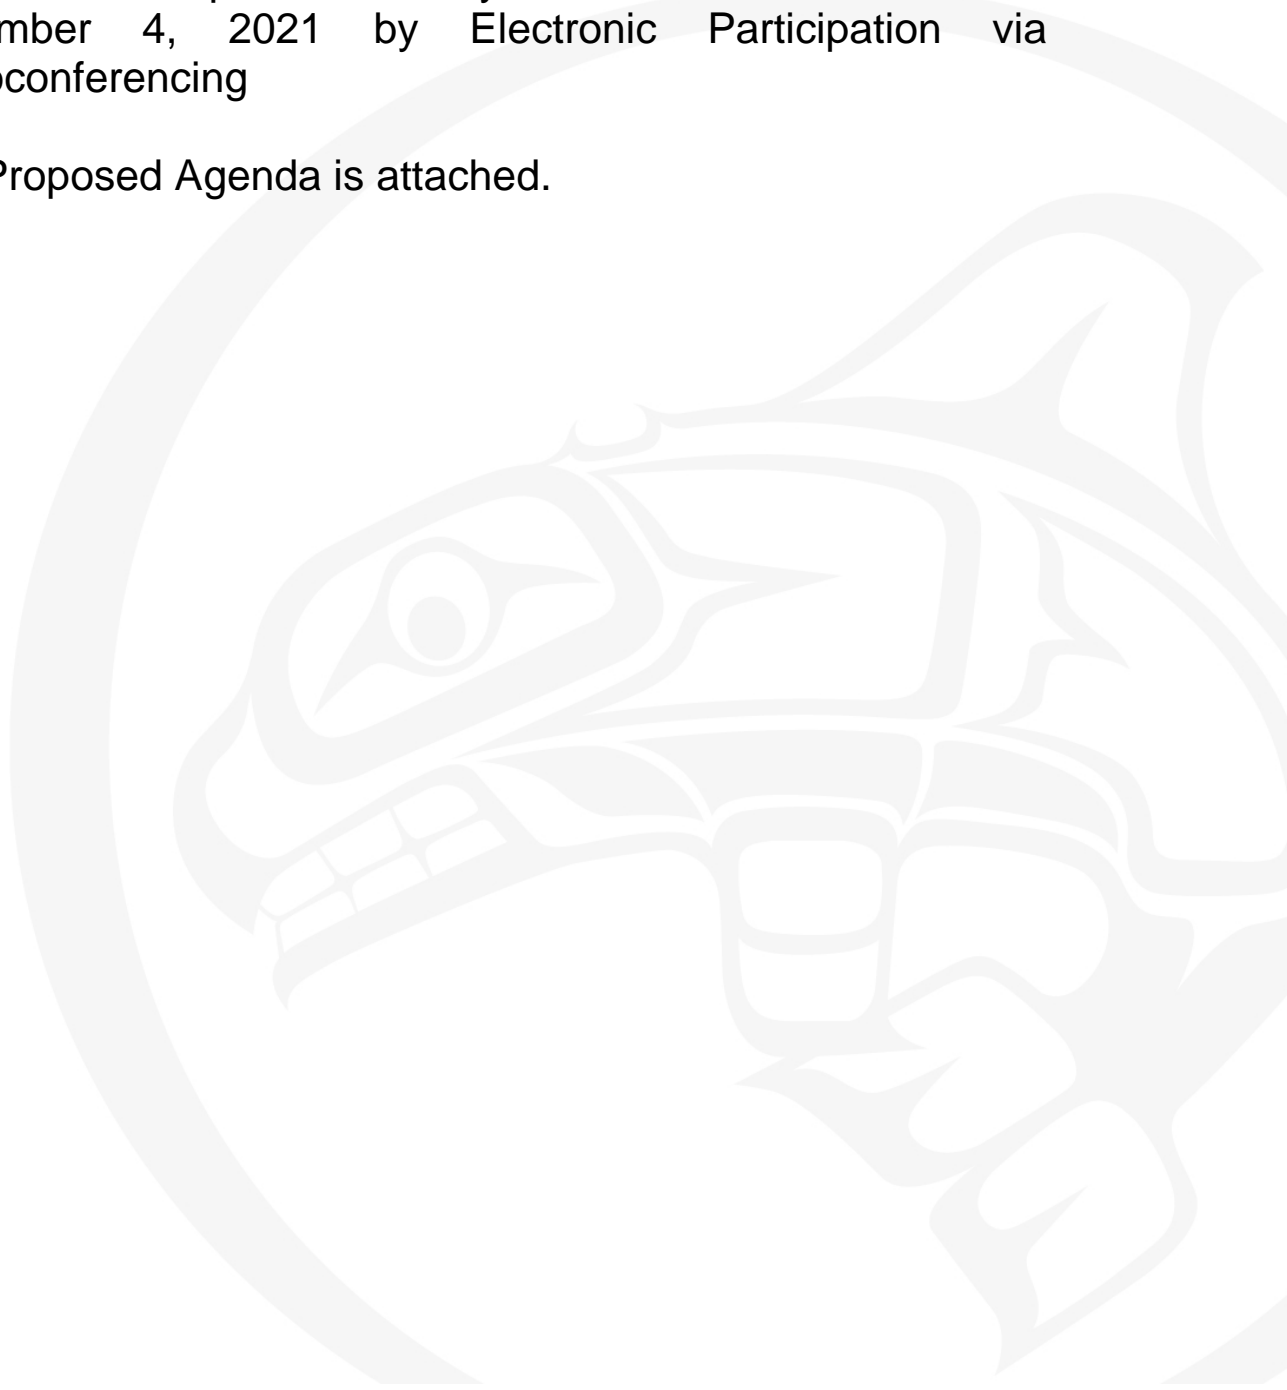 mber 4, 2021 by Electronic Participation via
oconferencing
Proposed Agenda is attached.